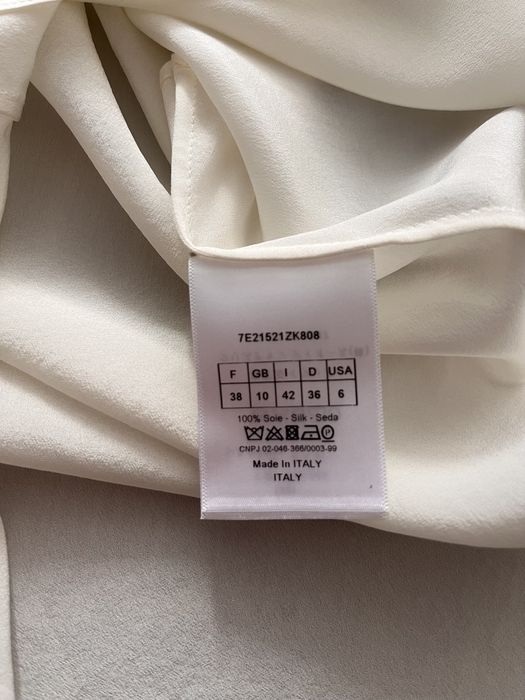 7E21521ZK808
F GB I D USA
38 10 42 36 6
100% Soie - Silk - Seda
P
CNPJ 02-046-366/0003-99
Made In ITALY
ITALY